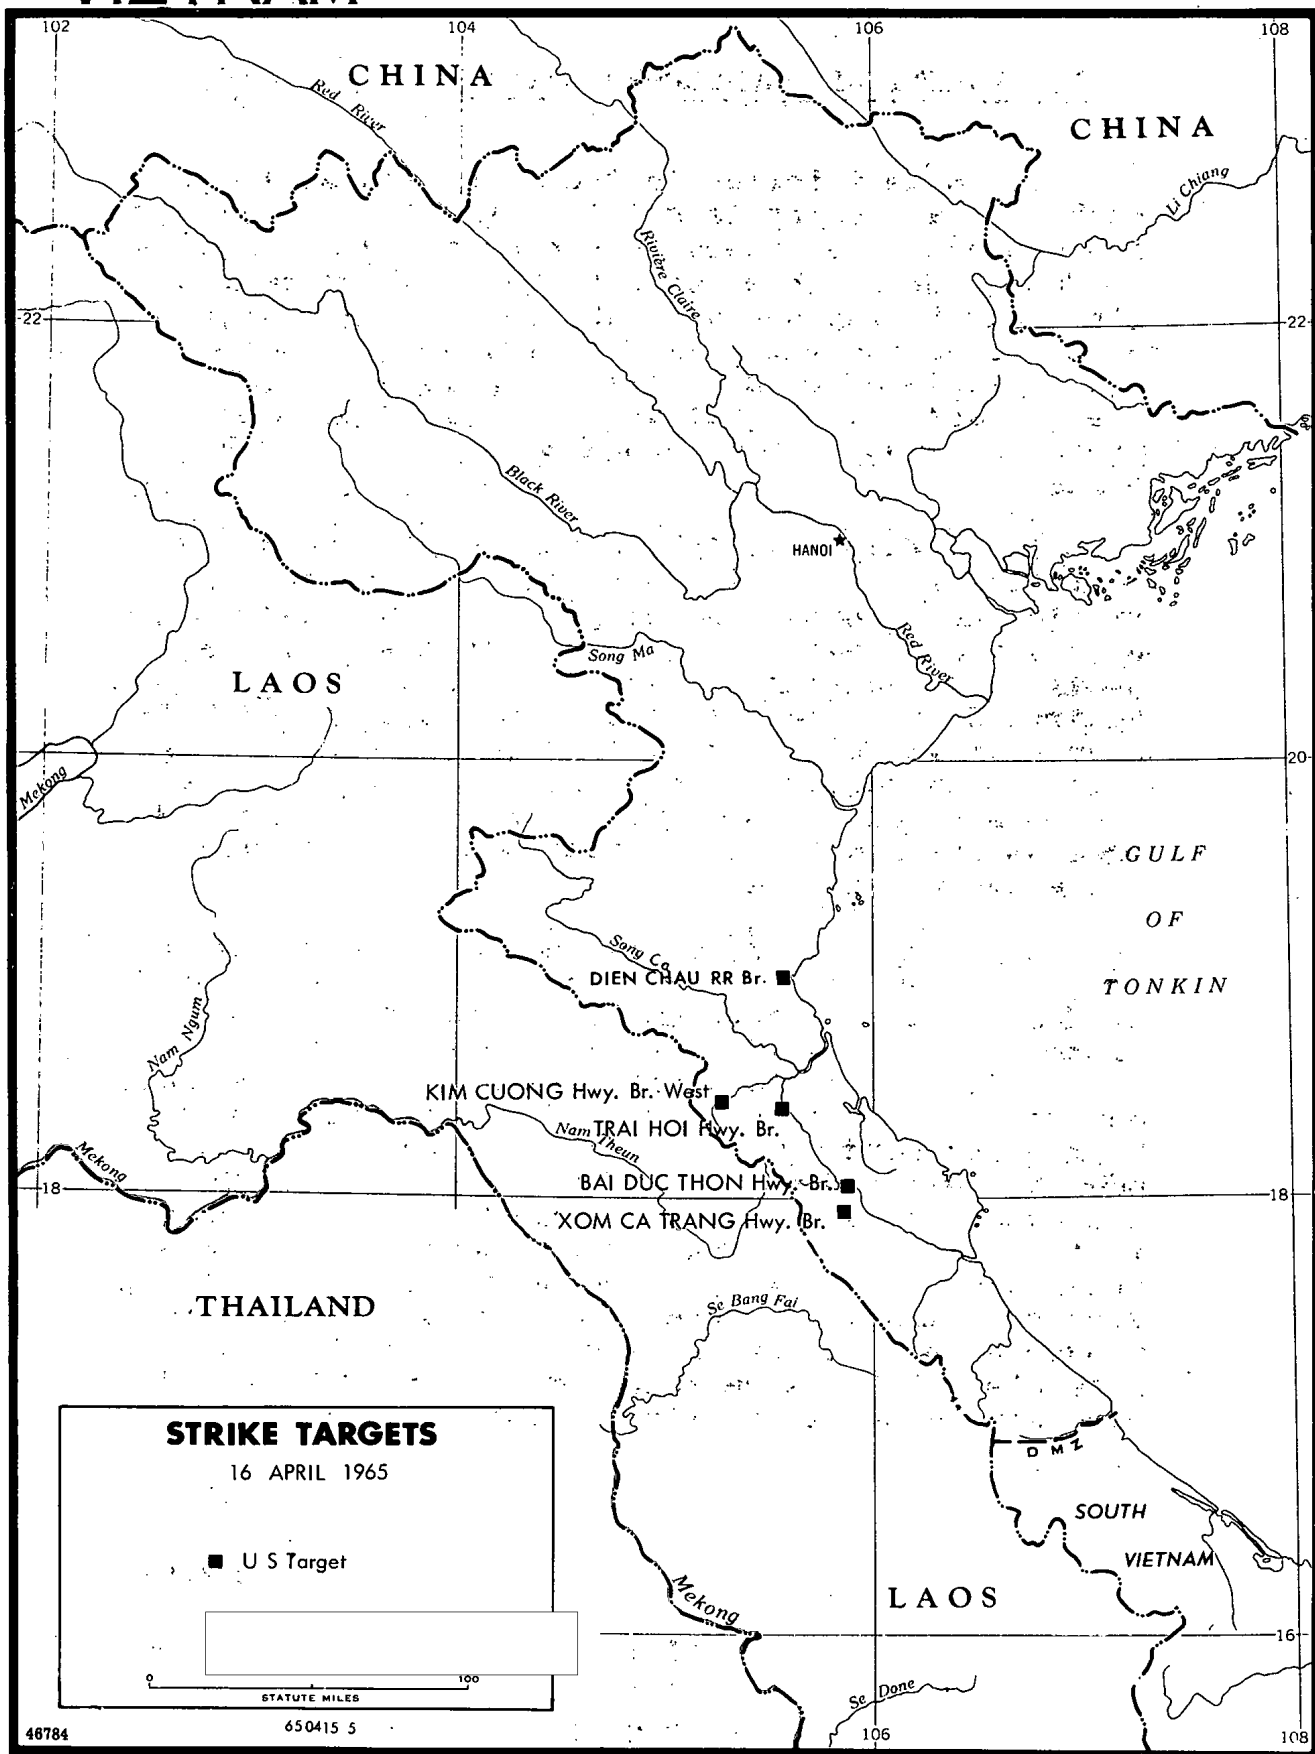 VIETNAM
102 104 106 108
CHINA
CHINA
Red River
Li Chiang
Rivière Claire
22
22
Black River
HANOI
Red River
Song Ma
LAOS
Mekong
20
GULF
OF
TONKIN
Song Ca
DIEN CHAU RR Br.
Nam Ngum
KIM CUONG Hwy. Br. West
TRAI HOI Hwy. Br.
Nam Theun
Mekong
BAI DUC THON Hwy. Br.
18
18
XOM CA TRANG Hwy. Br.
Se Bang Fai
THAILAND
STRIKE TARGETS
16 APRIL 1965
U S Target
0 100
STATUTE MILES
DMZ
SOUTH
VIETNAM
LAOS
Mekong
16
Se Done
46784
650415 5
106
108